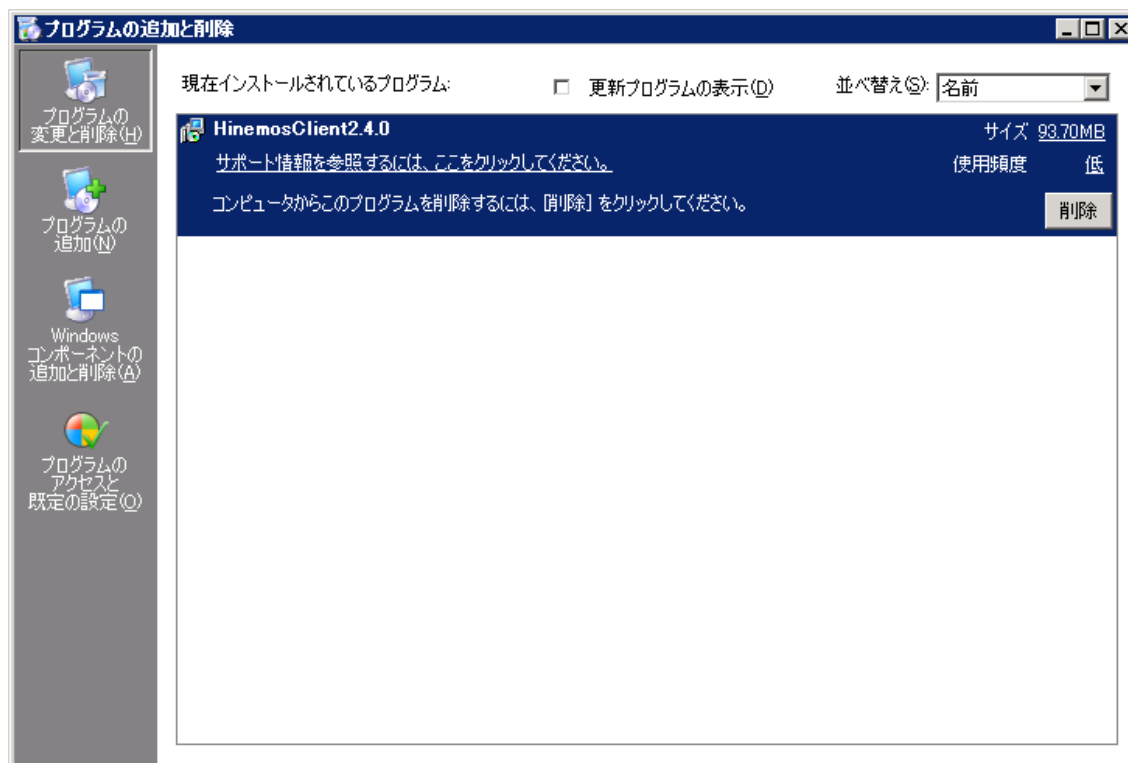 プログラムの追加と削除
プログラムの
変更と削除(H)
プログラムの
追加(N)
Windows
コンポーネントの
追加と削除(A)
プログラムの
アクセスと
既定の設定(O)
現在インストールされているプログラム:
更新プログラムの表示(D)
並べ替え(S):
名前
HinemosClient2.4.0
サイズ 93.70MB
サポート情報を参照するには、ここをクリックしてください。
使用頻度 低
コンピュータからこのプログラムを削除するには、[削除] をクリックしてください。
削除